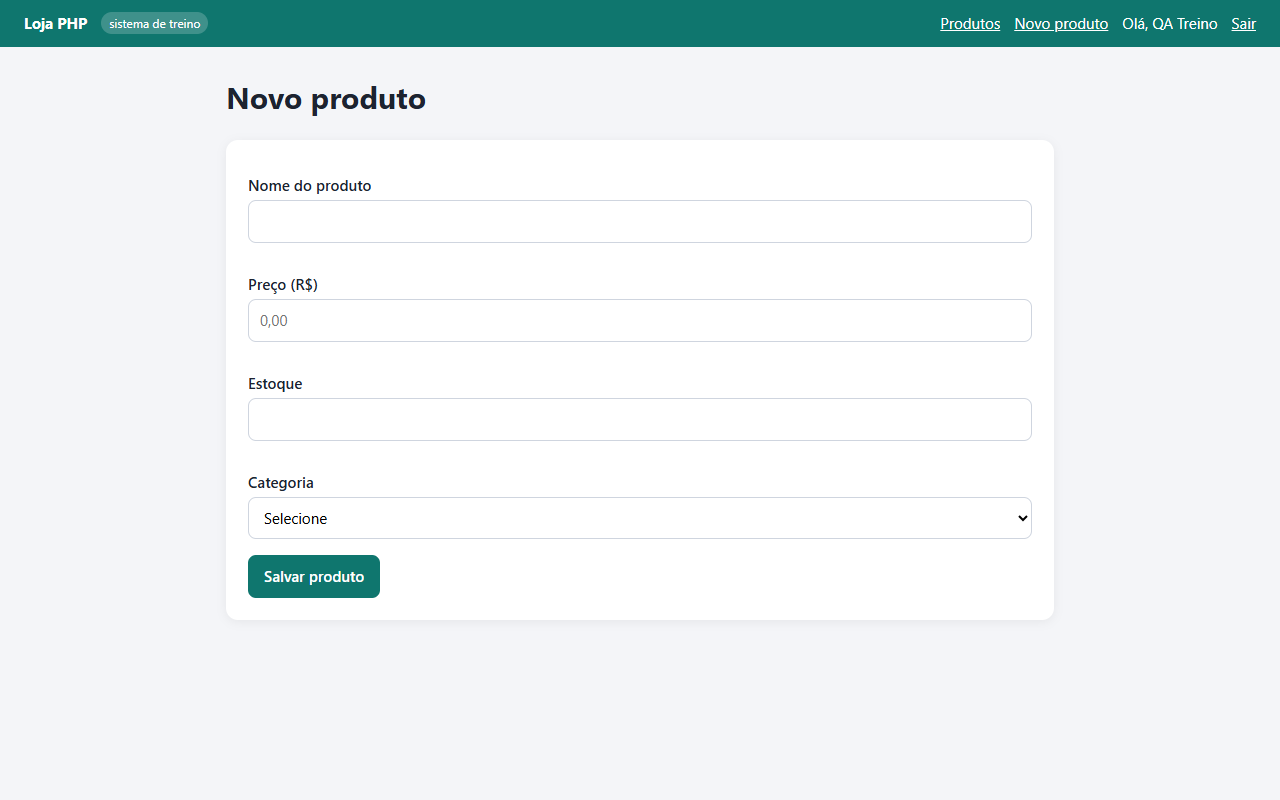 Loja PHP sistema de treino Produtos Novo produto Olá, QA Treino Sair
Novo produto
Nome do produto
Preço (R$)
0,00
Estoque
Categoria
Selecione
Salvar produto